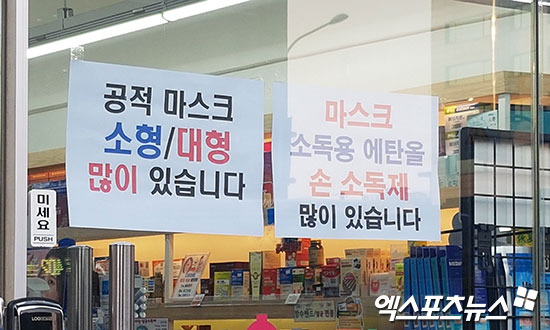 공적 마스크
소형/대형
많이 있습니다
마스크
소독용 에탄올
손 소독제
많이 있습니다
미세요
PUSH
엑스포츠뉴스